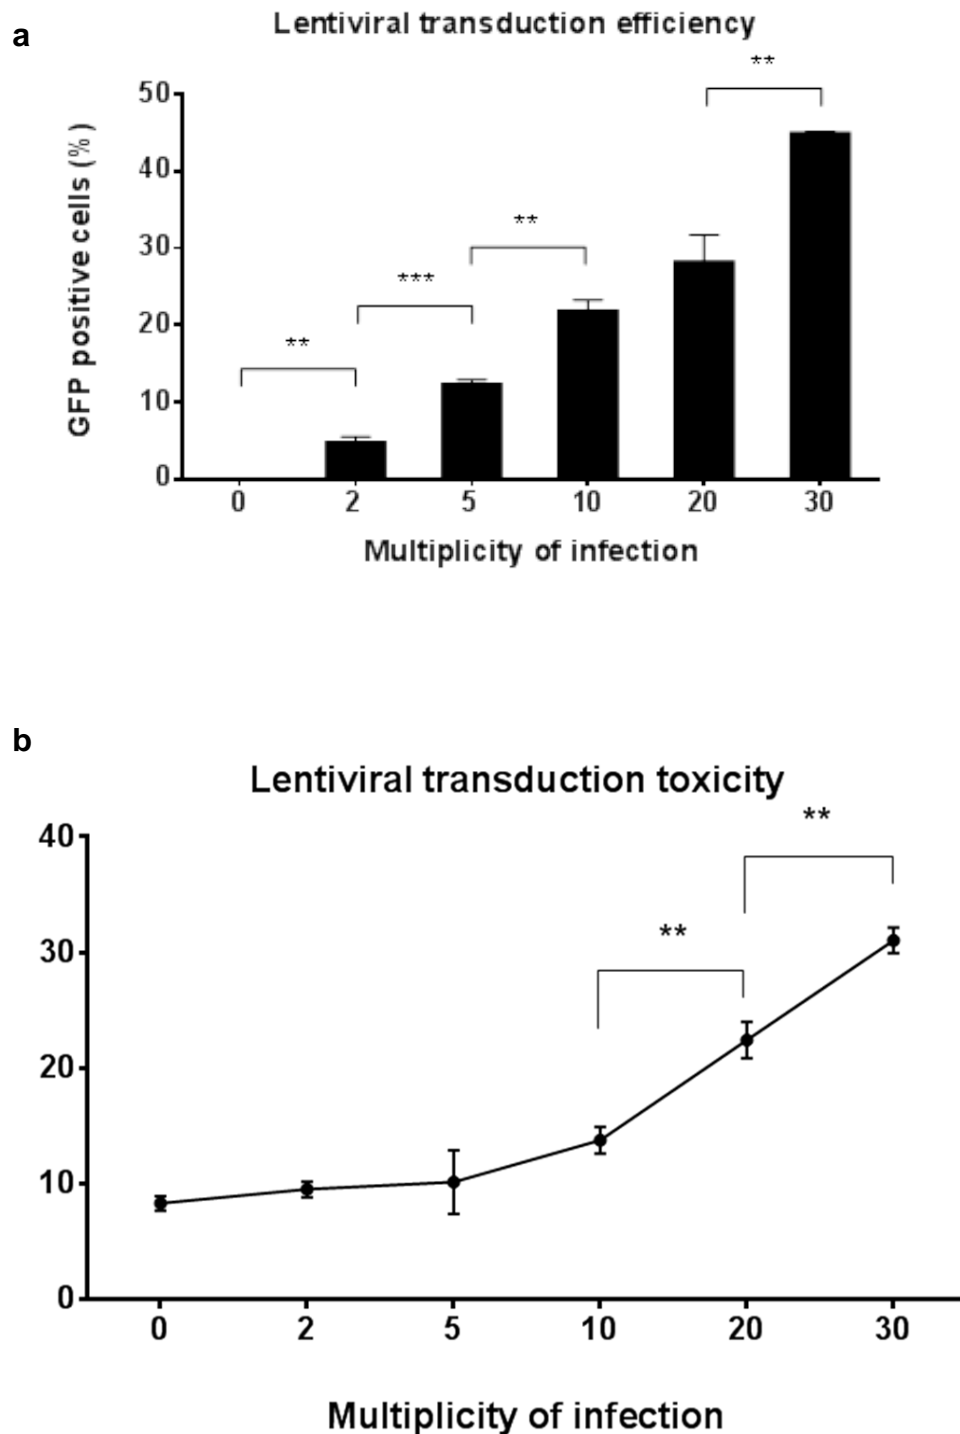 a
Lentiviral transduction efficiency
**
50
40
**
30
***
20
**
10
0
GFP positive cells (%)
0 2 5 10 20 30
Multiplicity of infection
b
Lentiviral transduction toxicity
**
40
**
30
20
10
0
0 2 5 10 20 30
Multiplicity of infection